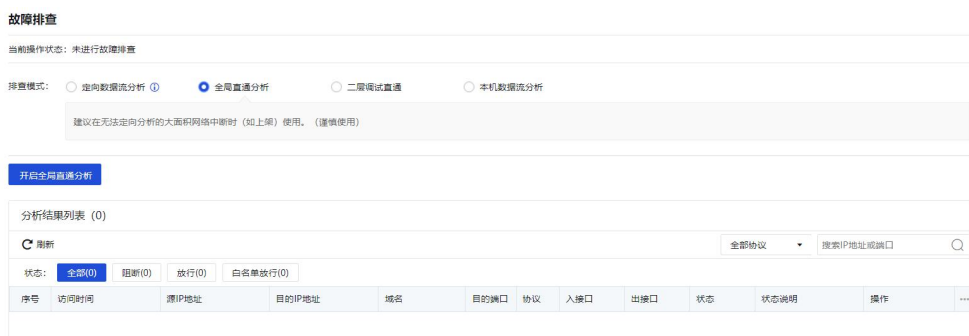 故障排查
当前操作状态：未进行故障排查
排查模式： 定向数据流分析 全局直通分析 二层调试直通 本机数据流分析
建议在无法定向分析的大面积网络中断时（如上架）使用。（谨慎使用）
开启全局直通分析
分析结果列表（0）
刷新 全部协议 搜索IP地址或端口
状态： 全部(0) 阻断(0) 放行(0) 白名单放行(0)
序号 访问时间 源IP地址 目的IP地址 域名 目的端口 协议 入接口 出接口 状态 状态说明 操作